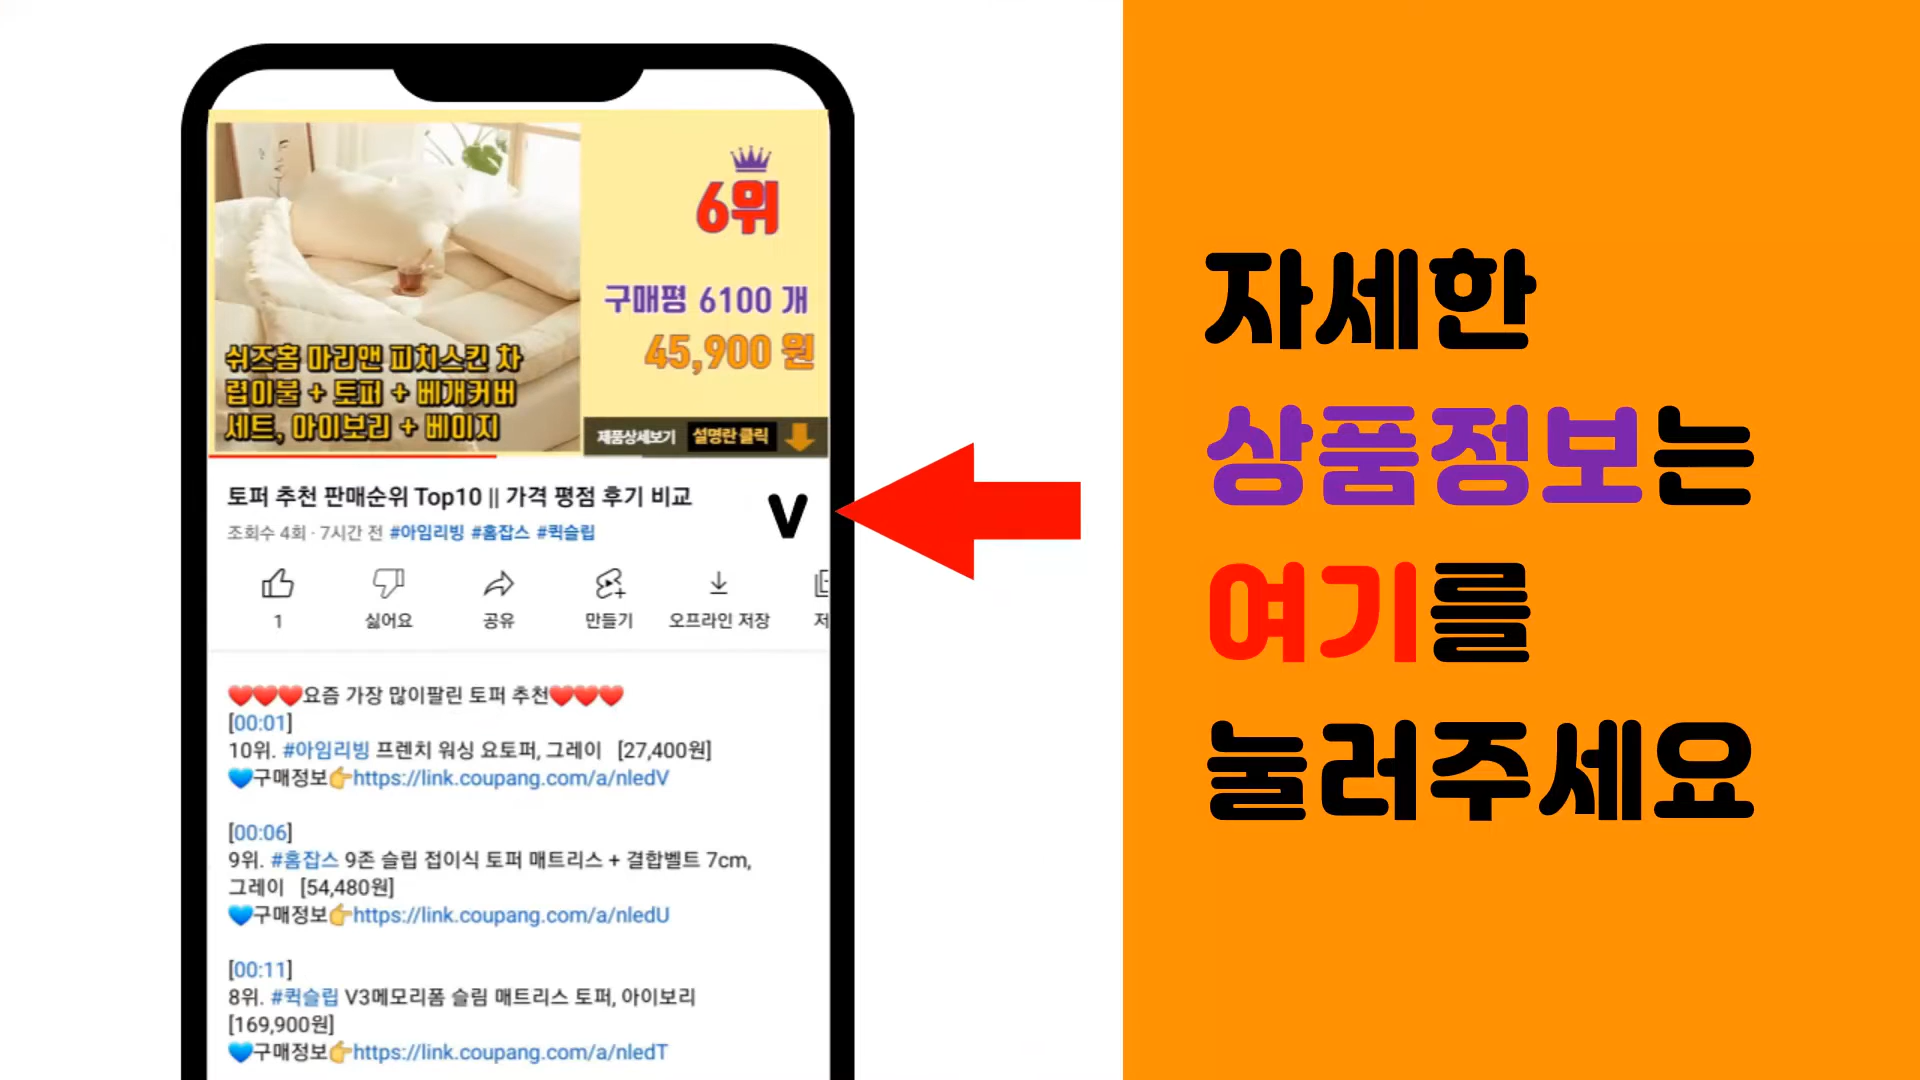 6위
구매평 6100 개
45,900 원
쉬즈홈 마리앤 피치스킨 차
렵이불 + 토퍼 + 베개커버
세트, 아이보리 + 베이지
제품상세보기 설명란 클릭
토퍼 추천 판매순위 Top10 || 가격 평점 후기 비교
V
조회수 4회 · 7시간 전 #아임리빙 #홈잡스 #퀵슬립
1 싫어요 공유 만들기 오프라인 저장 저
❤❤❤요즘 가장 많이팔린 토퍼 추천❤❤❤
[00:01]
10위. #아임리빙 프렌치 워싱 요토퍼, 그레이 [27,400원]
💙구매정보👉https://link.coupang.com/a/nledV
[00:06]
9위. #홈잡스 9존 슬립 접이식 토퍼 매트리스 + 결합벨트 7cm,
그레이 [54,480원]
💙구매정보👉https://link.coupang.com/a/nledU
[00:11]
8위. #퀵슬립 V3메모리폼 슬림 매트리스 토퍼, 아이보리
[169,900원]
💙구매정보👉https://link.coupang.com/a/nledT
자세한
상품정보는
여기를
눌러주세요